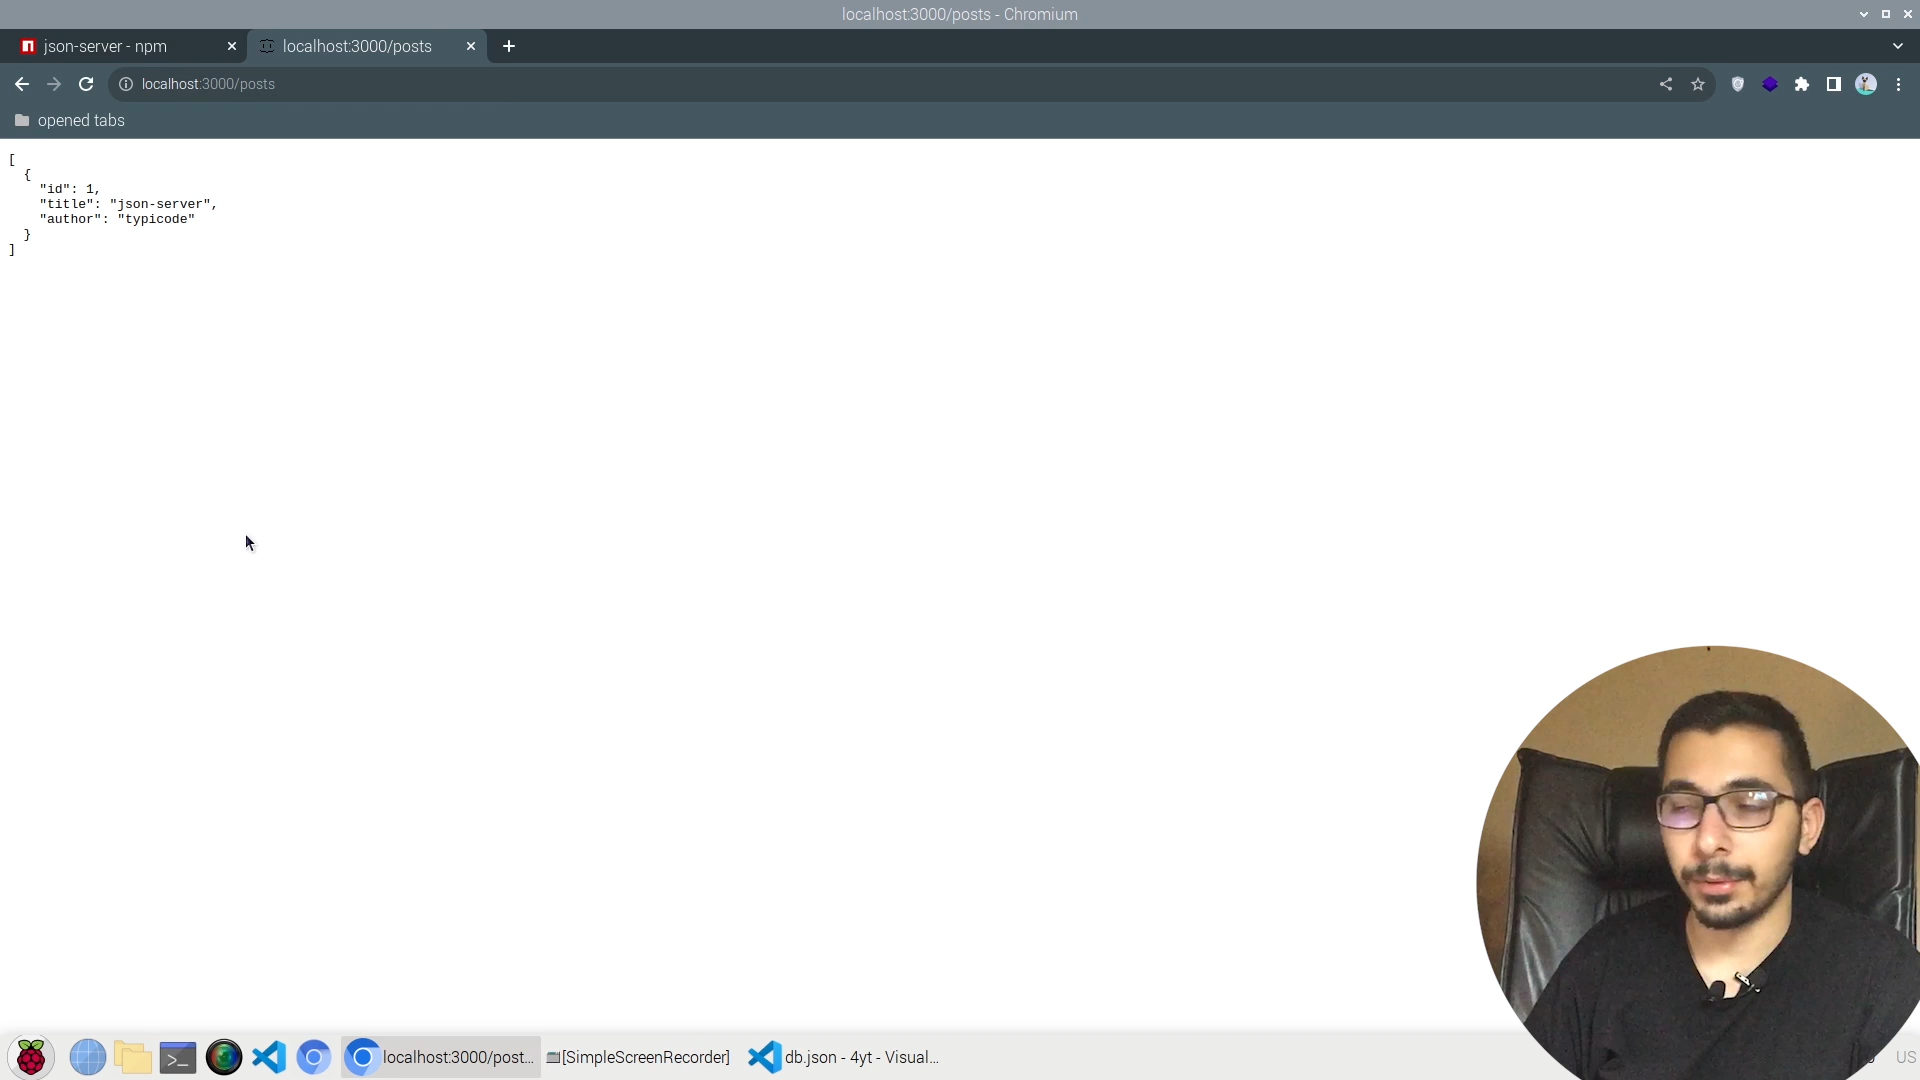 localhost:3000/posts - Chromium
json-server - npm
localhost:3000/posts
localhost:3000/posts
opened tabs
[
  {
    "id": 1,
    "title": "json-server",
    "author": "typicode"
  }
]
localhost:3000/post...
[SimpleScreenRecorder]
db.json - 4yt - Visual...
US